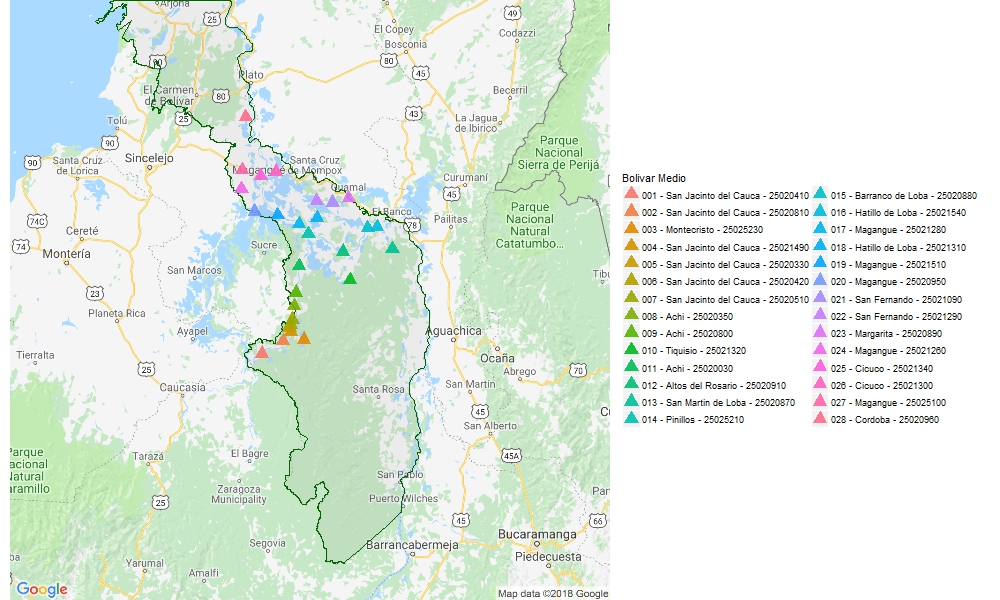 Arjona
25
El Copey
Bosconia
49
Codazzi
90
80
45
Plato
El Carmen
de Bolívar
80
Becerril
25
43
Tolú
La Jagua
de Ibirico
90
Parque
Nacional
Sierra de Perijá
90
Santa Cruz
de Lorica
Sincelejo
Santa Cruz
de Mompox
Magangué
Curumaní
Guamal
45
74C
El Banco
78
Pailitas
Parque
Nacional
Catatumbo...
Cereté
74
Montería
Sucre
San Marcos
Tibu
23
Planeta Rica
Ayapel
Aguachica
Tierralta
Ocaña
Abrego
70
25
Caucasia
Santa Rosa
San Martín
45
San Alberto
C
Parque
Nacional
Natural
Paramillo
Tarazá
El Bagre
45A
San Pablo
Zaragoza
Municipality
Puerto Wilches
Pan
25
45
66
Segovia
Barrancabermeja
Bucaramanga
Piedecuesta
ba
Yarumal
Amalfi
Google
Map data ©2018 Google
Bolivar Medio
001 - San Jacinto del Cauca - 25020410
002 - San Jacinto del Cauca - 25020810
003 - Montecristo - 25025230
004 - San Jacinto del Cauca - 25021490
005 - San Jacinto del Cauca - 25020330
006 - San Jacinto del Cauca - 25020420
007 - San Jacinto del Cauca - 25020510
008 - Achi - 25020350
009 - Achi - 25020800
010 - Tiquisio - 25021320
011 - Achi - 25020030
012 - Altos del Rosario - 25020910
013 - San Martin de Loba - 25020870
014 - Pinillos - 25025210
015 - Barranco de Loba - 25020880
016 - Hatillo de Loba - 25021540
017 - Magangue - 25021280
018 - Hatillo de Loba - 25021310
019 - Magangue - 25021510
020 - Magangue - 25020950
021 - San Fernando - 25021090
022 - San Fernando - 25021290
023 - Margarita - 25020890
024 - Magangue - 25021260
025 - Cicuco - 25021340
026 - Cicuco - 25021300
027 - Magangue - 25025100
028 - Cordoba - 25020960